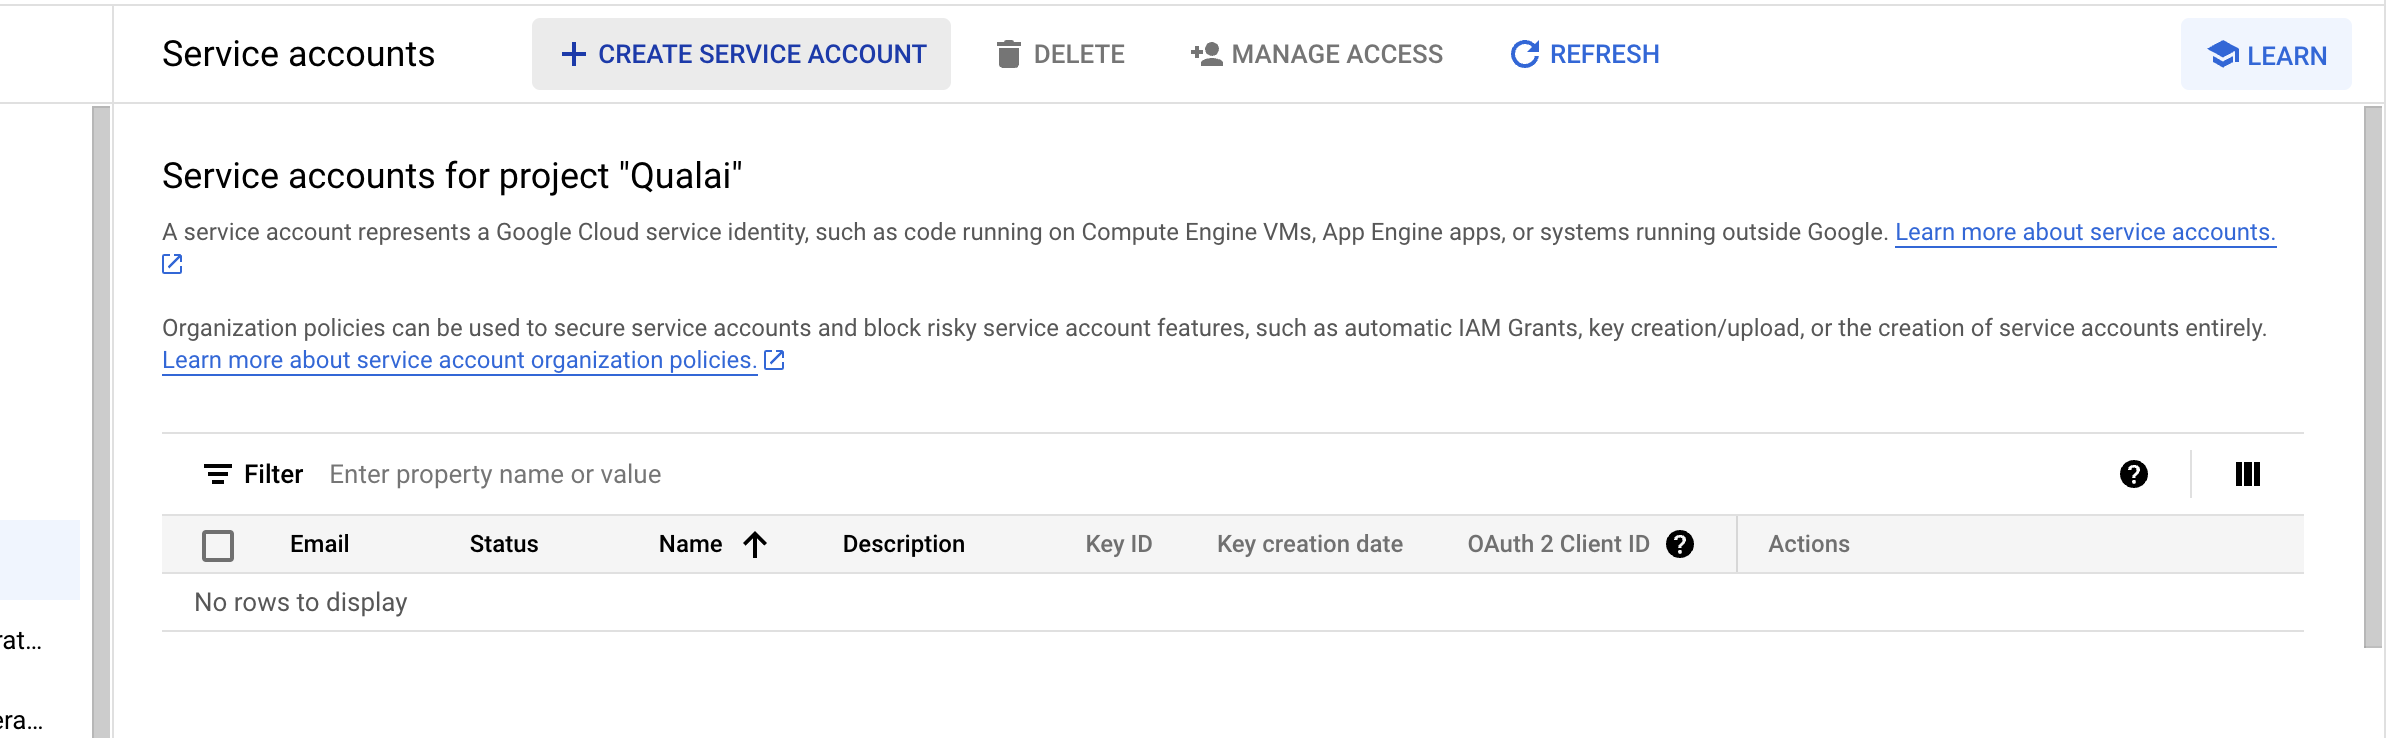 Service accounts
CREATE SERVICE ACCOUNT
DELETE
MANAGE ACCESS
REFRESH
LEARN
Service accounts for project "Qualai"
A service account represents a Google Cloud service identity, such as code running on Compute Engine VMs, App Engine apps, or systems running outside Google. Learn more about service accounts.
Organization policies can be used to secure service accounts and block risky service account features, such as automatic IAM Grants, key creation/upload, or the creation of service accounts entirely.
Learn more about service account organization policies.
Filter Enter property name or value
Email Status Name Description Key ID Key creation date OAuth 2 Client ID Actions
No rows to display
rat...
era...